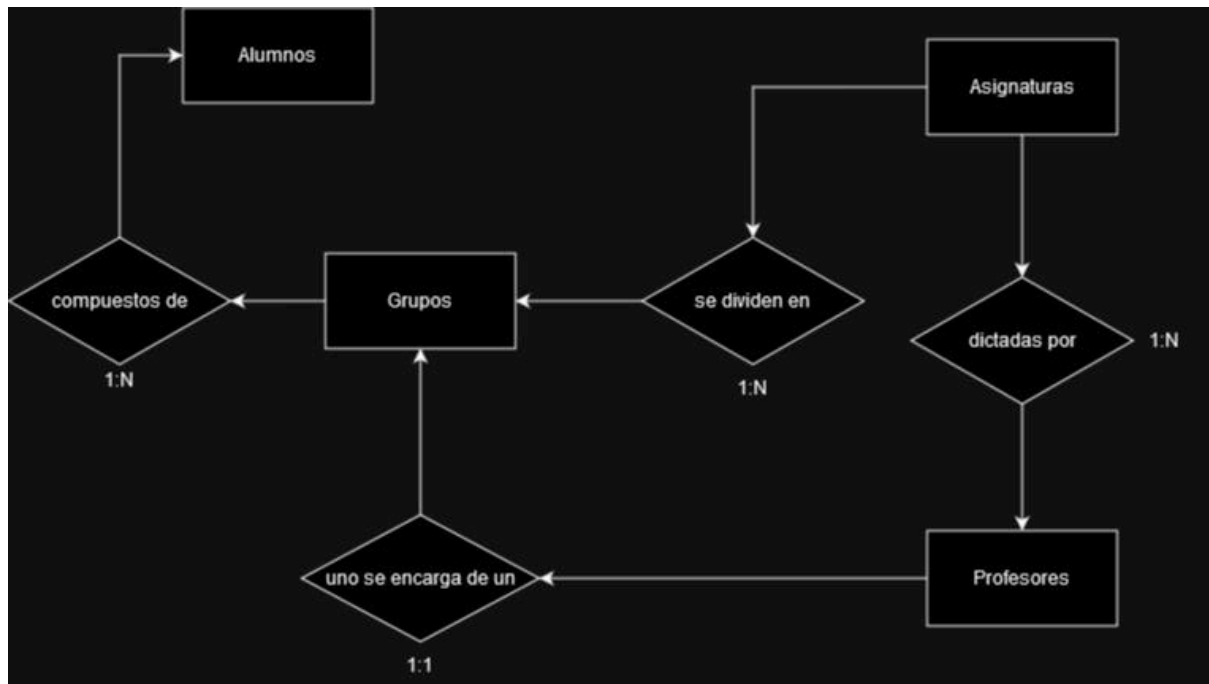 Alumnos
Asignaturas
compuestos de
Grupos
se dividen en
dictadas por
1:N
1:N
1:N
uno se encarga de un
Profesores
1:1